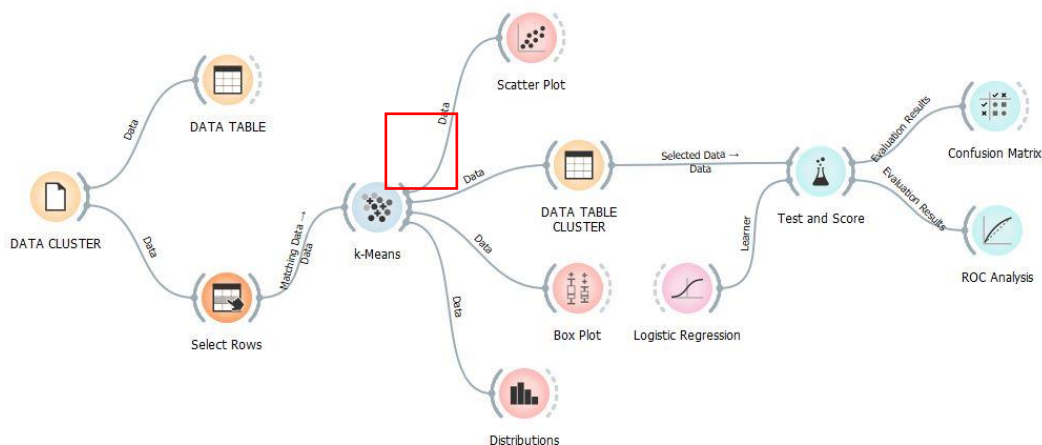 Scatter Plot
Data
DATA TABLE
Data
Evaluation Results
Confusion Matrix
Selected Data →
Data
Data
DATA TABLE
CLUSTER
Test and Score
Evaluation Results
DATA CLUSTER
Data
Matching Data →
Data
k-Means
Data
Learner
ROC Analysis
Select Rows
Data
Box Plot
Logistic Regression
Distributions